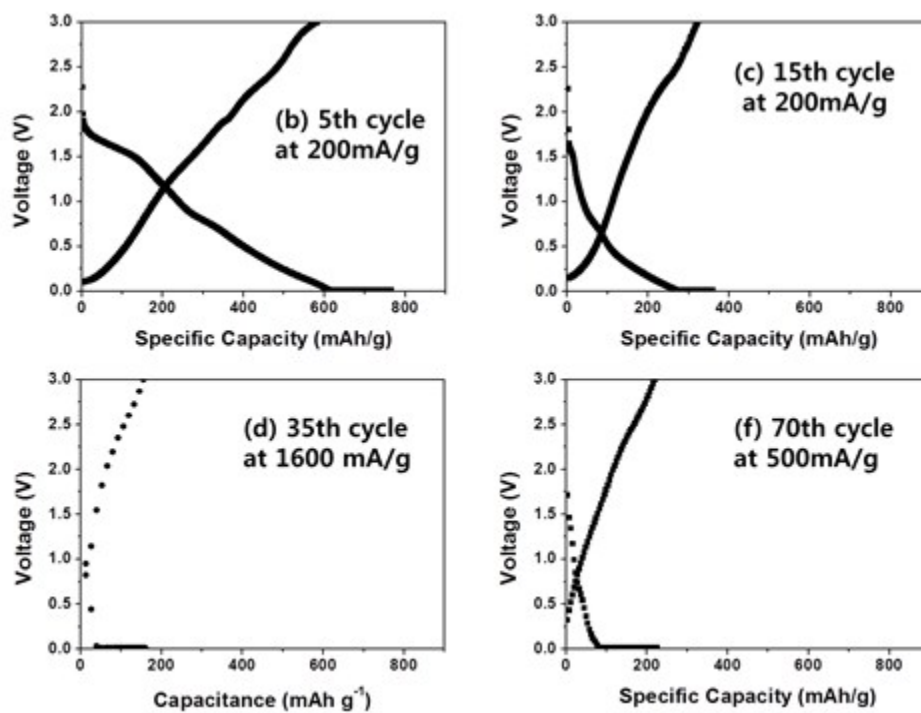 3.0
2.5
2.0
1.5
1.0
0.5
0.0
Voltage (V)
(b) 5th cycle
at 200mA/g
0 200 400 600 800
Specific Capacity (mAh/g)
3.0
2.5
2.0
1.5
1.0
0.5
0.0
Voltage (V)
(c) 15th cycle
at 200mA/g
0 200 400 600 800
Specific Capacity (mAh/g)
3.0
2.5
2.0
1.5
1.0
0.5
0.0
Voltage (V)
(d) 35th cycle
at 1600 mA/g
0 200 400 600 800
Capacitance (mAh g⁻¹)
3.0
2.5
2.0
1.5
1.0
0.5
0.0
Voltage (V)
(f) 70th cycle
at 500mA/g
0 200 400 600 800
Specific Capacity (mAh/g)